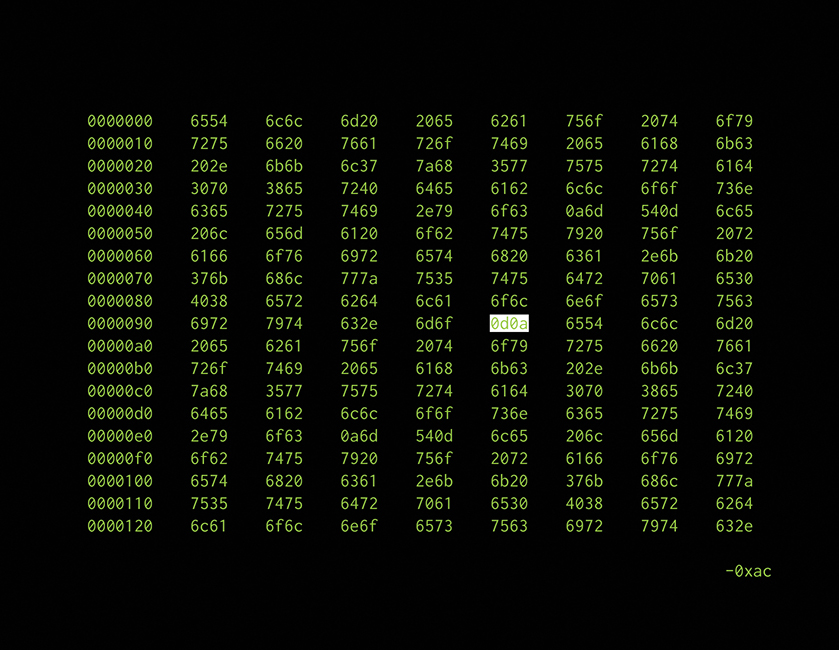 0000000 6554 6c6c 6d20 2065 6261 756f 2074 6f79
0000010 7275 6620 7661 726f 7469 2065 6168 6b63
0000020 202e 6b6b 6c37 7a68 3577 7575 7274 6164
0000030 3070 3865 7240 6465 6162 6c6c 6f6f 736e
0000040 6365 7275 7469 2e79 6f63 0a6d 540d 6c65
0000050 206c 656d 6120 6f62 7475 7920 756f 2072
0000060 6166 6f76 6972 6574 6820 6361 2e6b 6b20
0000070 376b 686c 777a 7535 7475 6472 7061 6530
0000080 4038 6572 6264 6c61 6f6c 6e6f 6573 7563
0000090 6972 7974 632e 6d6f 0d0a 6554 6c6c 6d20
00000a0 2065 6261 756f 2074 6f79 7275 6620 7661
00000b0 726f 7469 2065 6168 6b63 202e 6b6b 6c37
00000c0 7a68 3577 7575 7274 6164 3070 3865 7240
00000d0 6465 6162 6c6c 6f6f 736e 6365 7275 7469
00000e0 2e79 6f63 0a6d 540d 6c65 206c 656d 6120
00000f0 6f62 7475 7920 756f 2072 6166 6f76 6972
0000100 6574 6820 6361 2e6b 6b20 376b 686c 777a
0000110 7535 7475 6472 7061 6530 4038 6572 6264
0000120 6c61 6f6c 6e6f 6573 7563 6972 7974 632e
-0xac